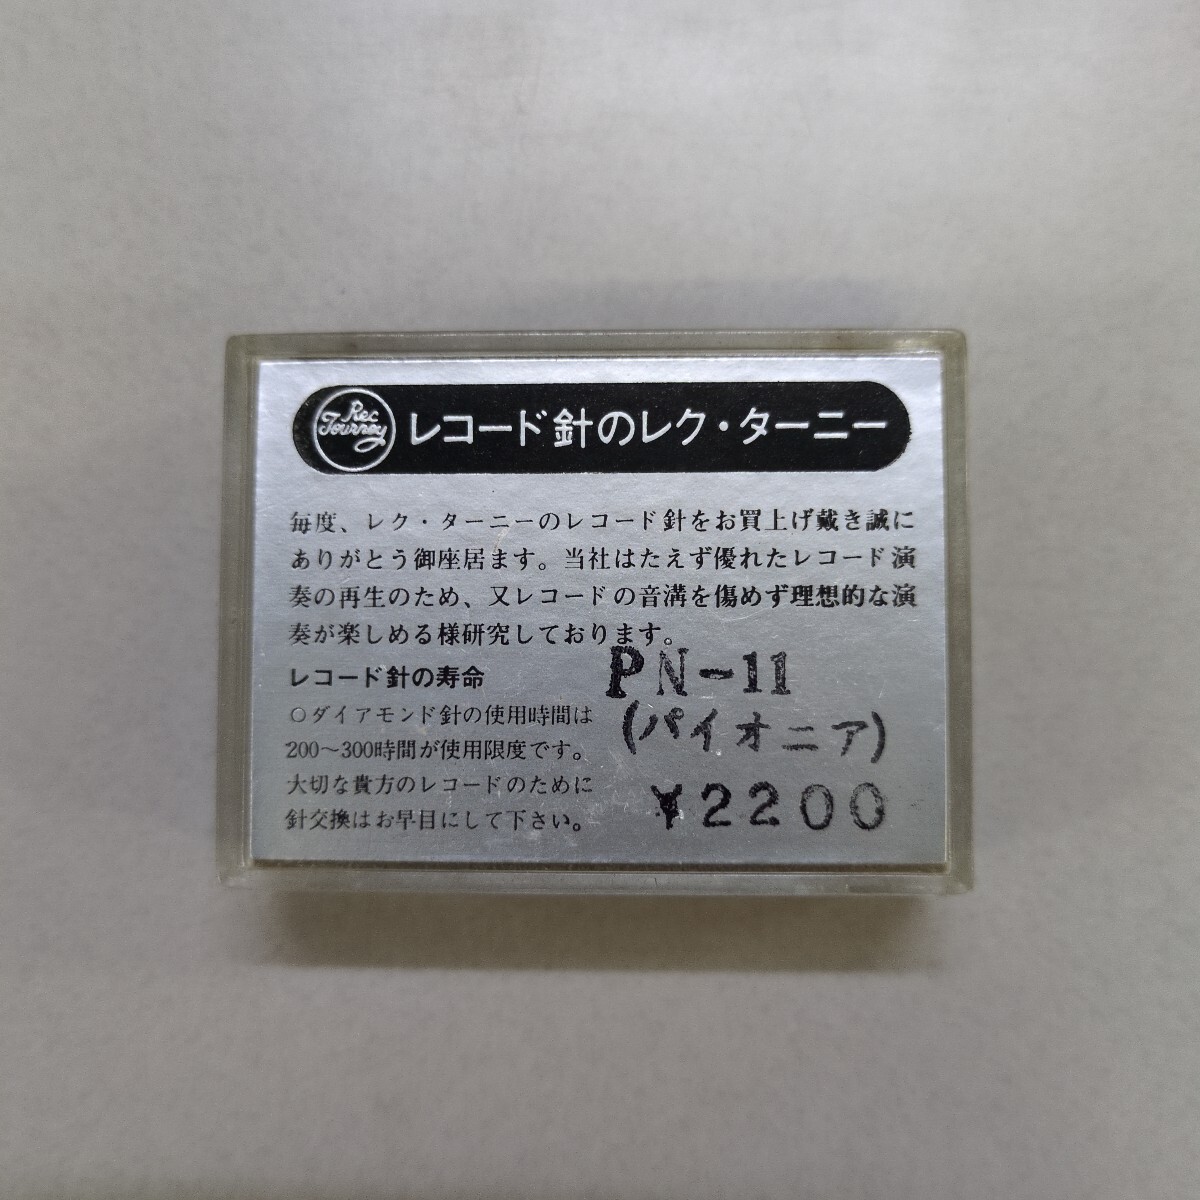 Rec
Tourney
レコード針のレク・ターニー
毎度、レク・ターニーのレコード針をお買上げ戴き誠に
ありがとう御座居ます。当社はたえず優れたレコード演
奏の再生のため、又レコードの音溝を傷めず理想的な演
奏が楽しめる様研究しております。
PN-11
レコード針の寿命
(パイオニア)
○ダイアモンド針の使用時間は
200〜300時間が使用限度です。
大切な貴方のレコードのために
針交換はお早目にして下さい。
¥2200